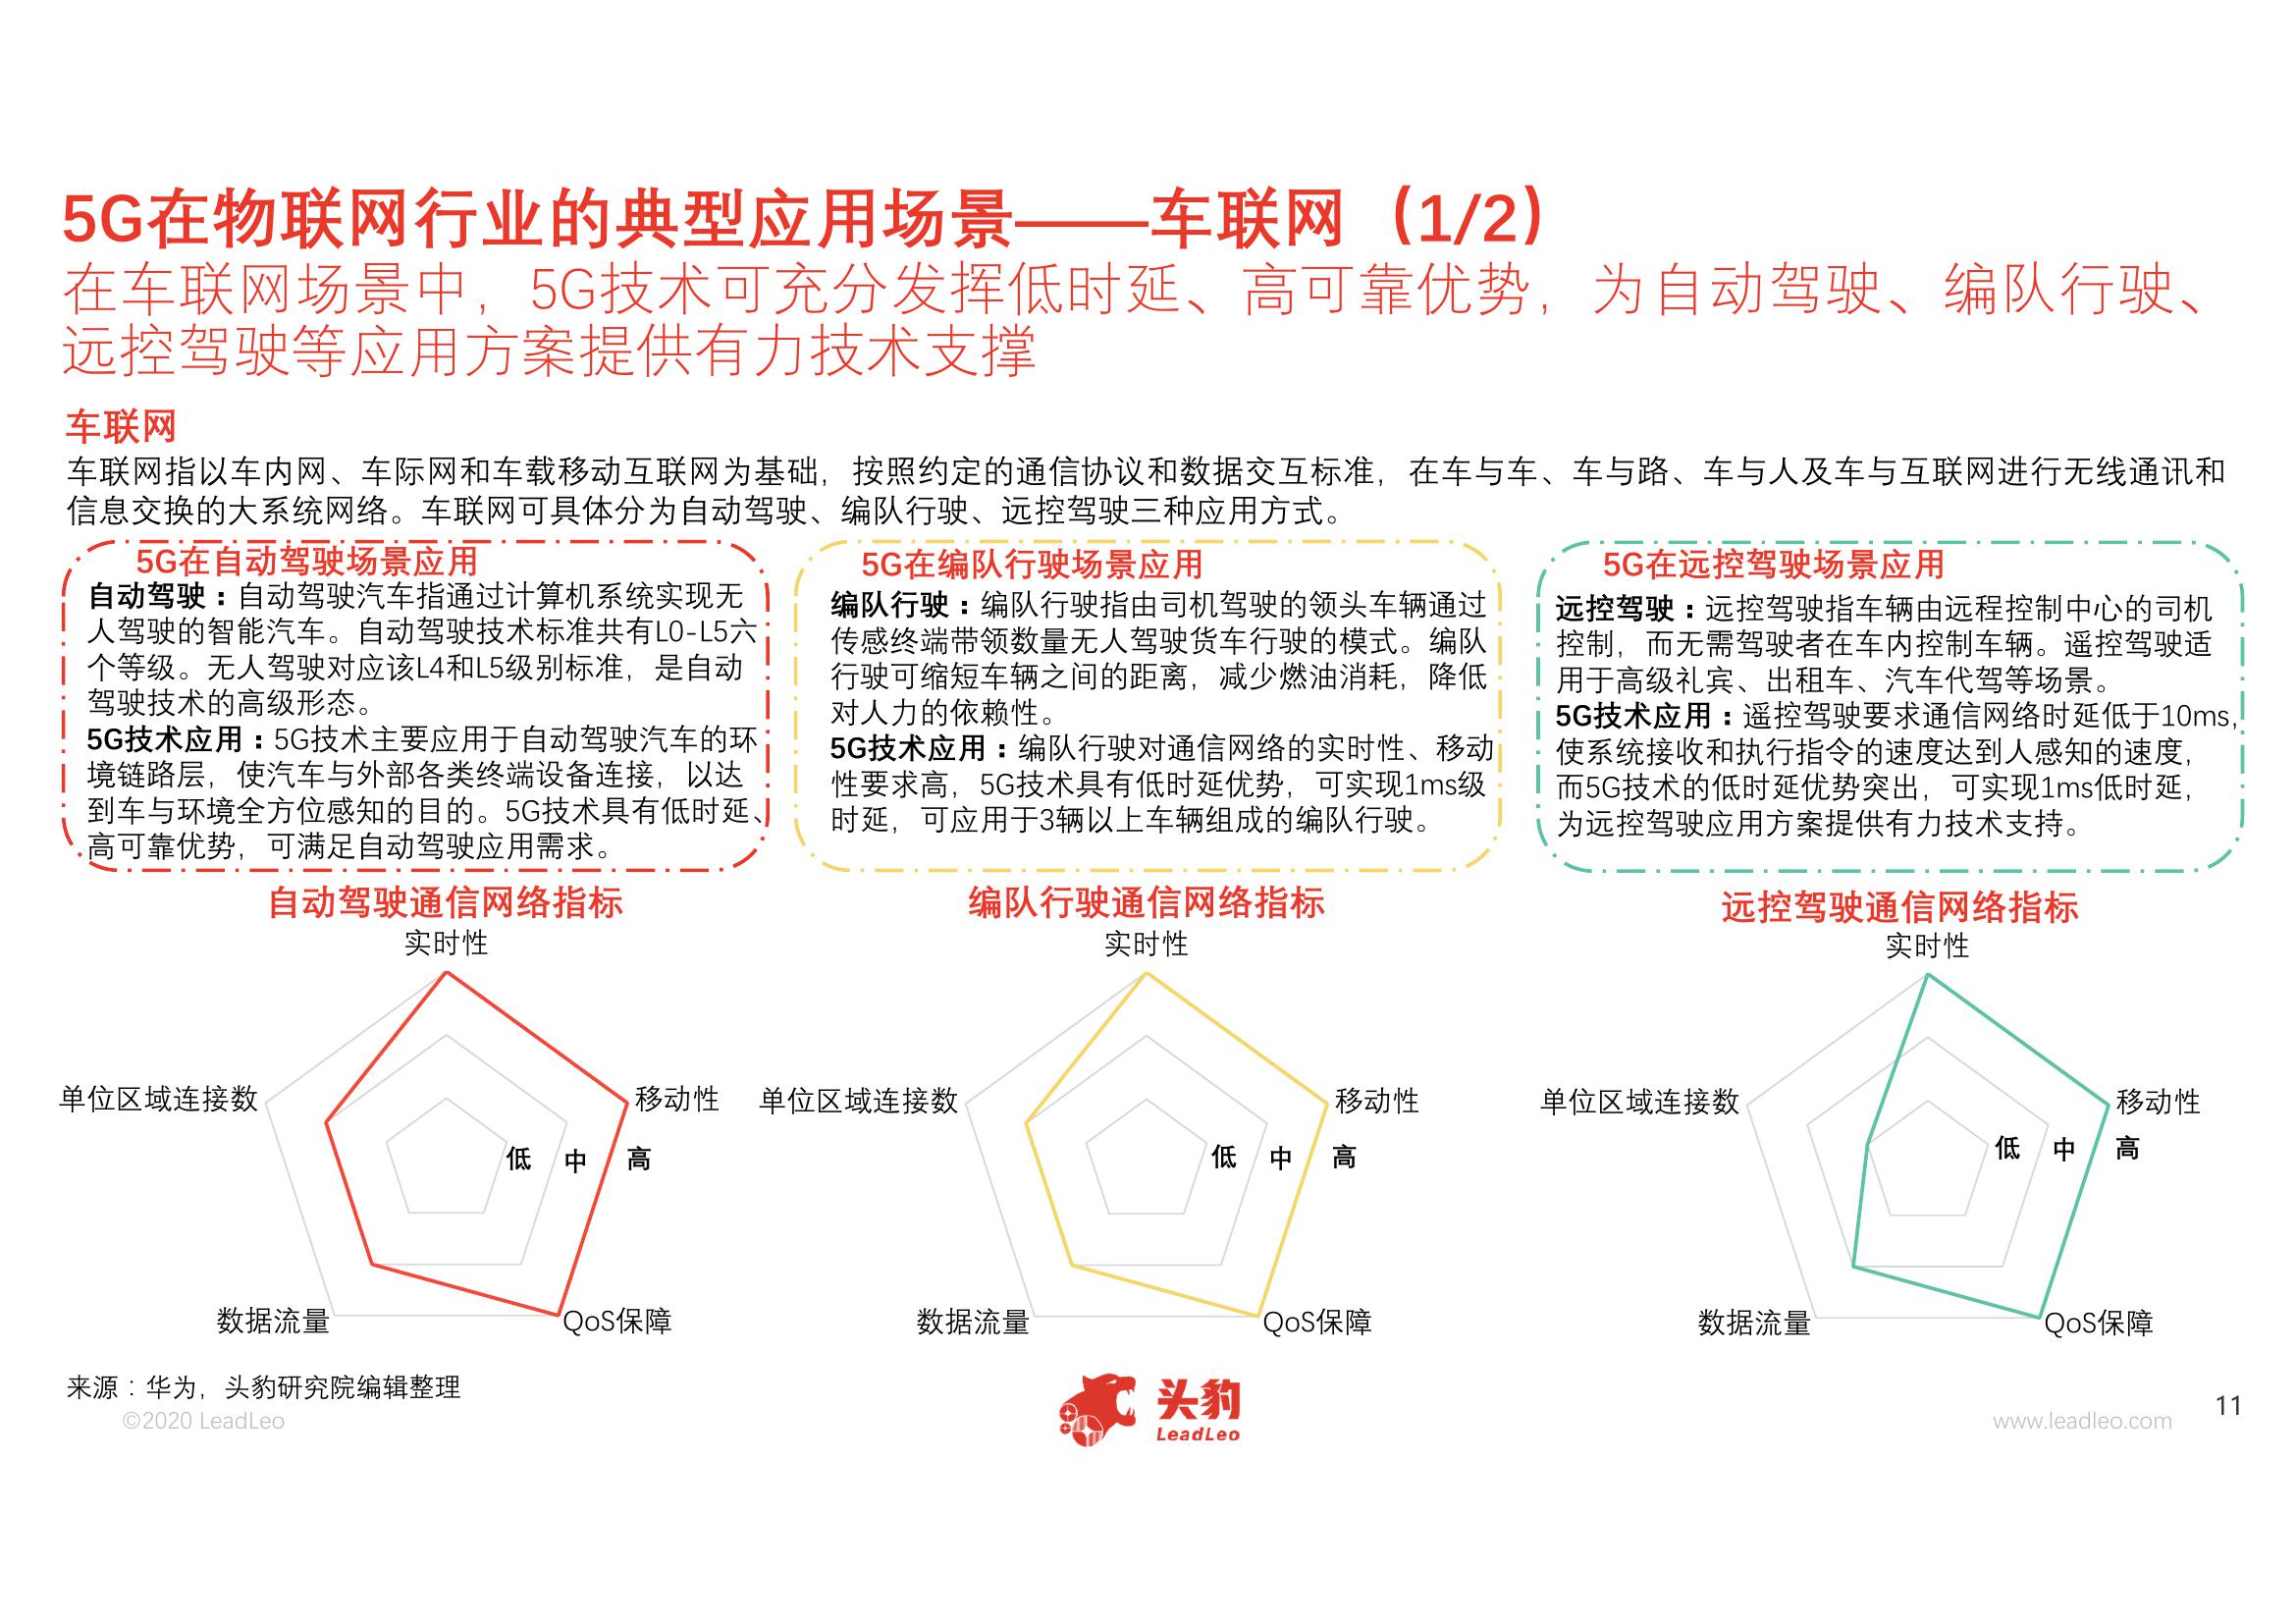 5G在物联网行业的典型应用场景——车联网（1/2）
在车联网场景中，5G技术可充分发挥低时延、高可靠优势，为自动驾驶、编队行驶、
远控驾驶等应用方案提供有力技术支撑
车联网
车联网指以车内网、车际网和车载移动互联网为基础，按照约定的通信协议和数据交互标准，在车与车、车与路、车与人及车与互联网进行无线通讯和
信息交换的大系统网络。车联网可具体分为自动驾驶、编队行驶、远控驾驶三种应用方式。
5G在自动驾驶场景应用
自动驾驶：自动驾驶汽车指通过计算机系统实现无
人驾驶的智能汽车。自动驾驶技术标准共有L0-L5六
个等级。无人驾驶对应该L4和L5级别标准，是自动
驾驶技术的高级形态。
5G技术应用：5G技术主要应用于自动驾驶汽车的环
境链路层，使汽车与外部各类终端设备连接，以达
到车与环境全方位感知的目的。5G技术具有低时延、
高可靠优势，可满足自动驾驶应用需求。
5G在编队行驶场景应用
编队行驶：编队行驶指由司机驾驶的领头车辆通过
传感终端带领数量无人驾驶货车行驶的模式。编队
行驶可缩短车辆之间的距离，减少燃油消耗，降低
对人力的依赖性。
5G技术应用：编队行驶对通信网络的实时性、移动
性要求高，5G技术具有低时延优势，可实现1ms级
时延，可应用于3辆以上车辆组成的编队行驶。
5G在远控驾驶场景应用
远控驾驶：远控驾驶指车辆由远程控制中心的司机
控制，而无需驾驶者在车内控制车辆。遥控驾驶适
用于高级礼宾、出租车、汽车代驾等场景。
5G技术应用：遥控驾驶要求通信网络时延低于10ms，
使系统接收和执行指令的速度达到人感知的速度，
而5G技术的低时延优势突出，可实现1ms低时延，
为远控驾驶应用方案提供有力技术支持。
自动驾驶通信网络指标
实时性
单位区域连接数
移动性
低 中 高
数据流量
QoS保障
编队行驶通信网络指标
实时性
单位区域连接数
移动性
低 中 高
数据流量
QoS保障
远控驾驶通信网络指标
实时性
单位区域连接数
移动性
低 中 高
数据流量
QoS保障
来源：华为，头豹研究院编辑整理
©2020 LeadLeo
头豹
LeadLeo
www.leadleo.com
11